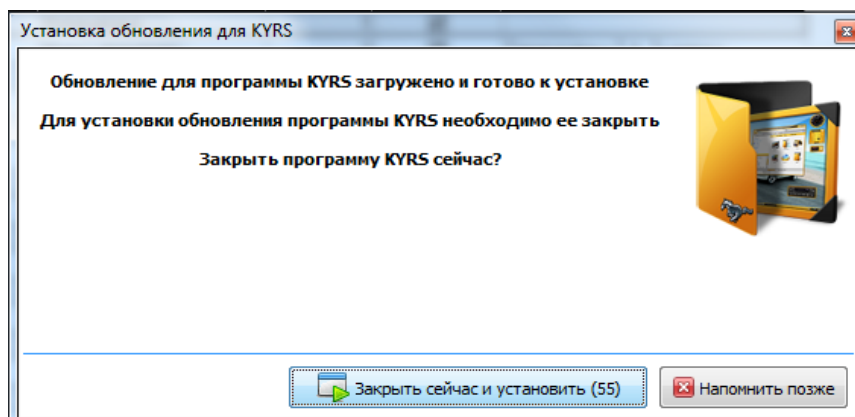 Установка обновления для KYRS
Обновление для программы KYRS загружено и готово к установке
Для установки обновления программы KYRS необходимо ее закрыть
Закрыть программу KYRS сейчас?
Закрыть сейчас и установить (55)
Напомнить позже